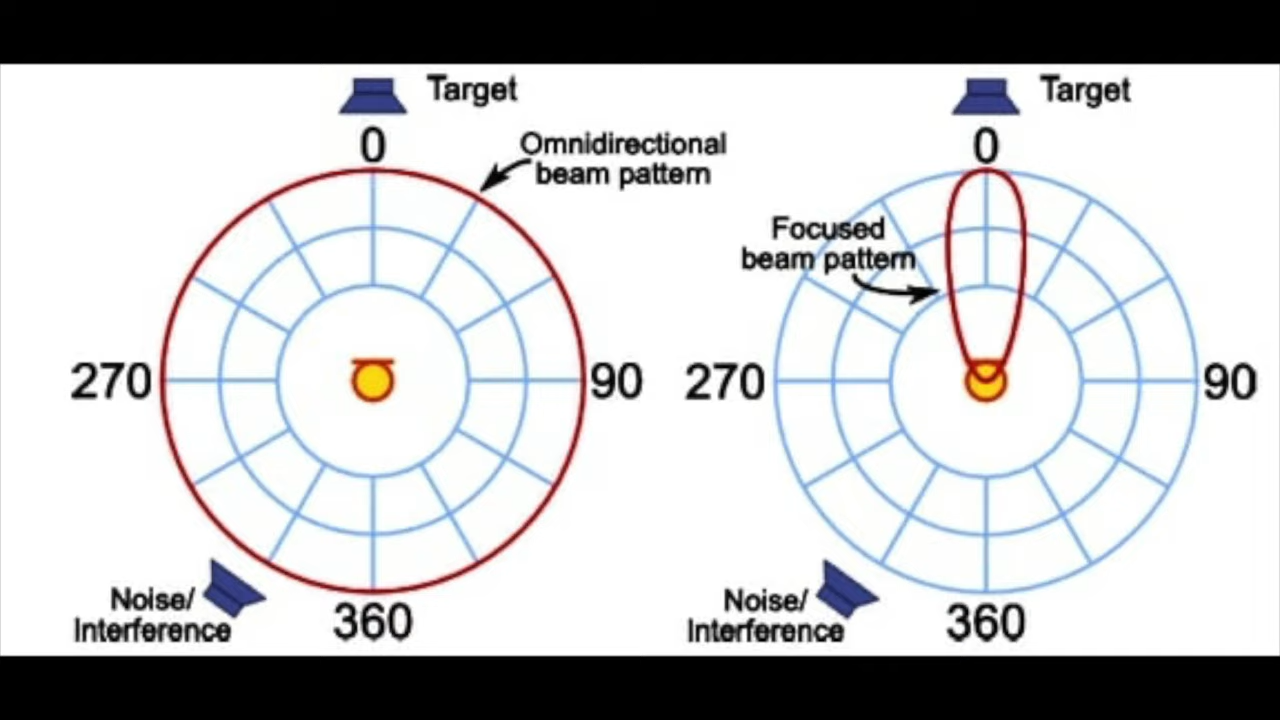 Target
0
Omnidirectional
beam pattern
270
90
Noise/
Interference
360
Target
0
Focused
beam pattern
270
90
Noise/
Interference
360